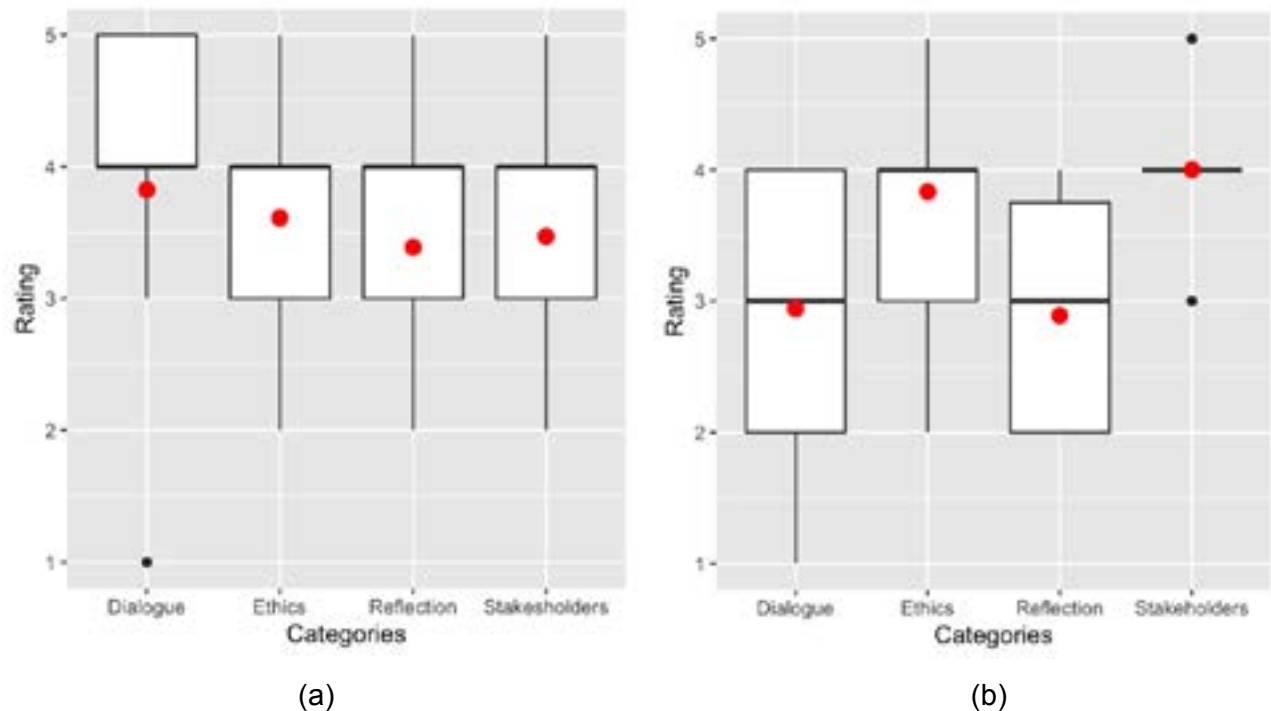 5
4
3
2
1
Rating
Dialogue Ethics Reflection Stakesholders
Categories
(a)
5
4
3
2
1
Rating
Dialogue Ethics Reflection Stakeholders
Categories
(b)